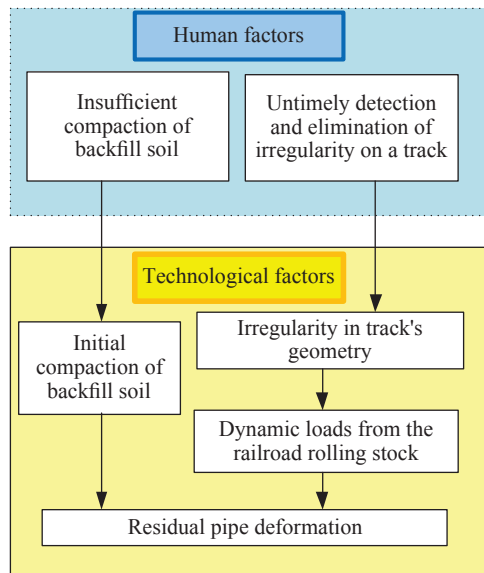 Human factors
Insufficient
compaction of
backfill soil
Untimely detection
and elimination of
irregularity on a track
Technological factors
Initial
compaction of
backfill soil
Irregularity in track's
geometry
Dynamic loads from the
railroad rolling stock
Residual pipe deformation